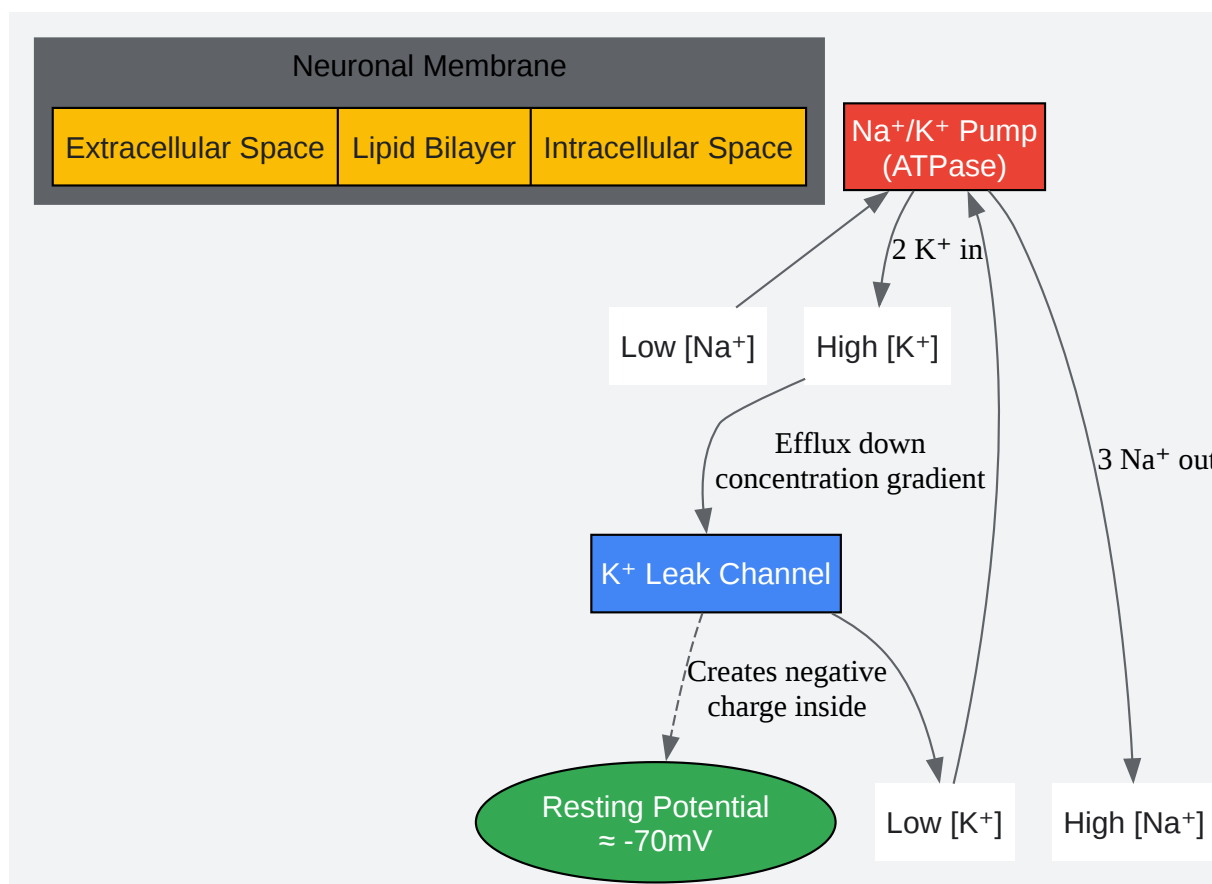 Neuronal Membrane
Extracellular Space
Lipid Bilayer
Intracellular Space
Na⁺/K⁺ Pump
(ATPase)
2 K⁺ in
Low [Na⁺]
High [K⁺]
Efflux down
concentration gradient
3 Na⁺ out
K⁺ Leak Channel
Creates negative
charge inside
Resting Potential
≈ -70mV
Low [K⁺]
High [Na⁺]